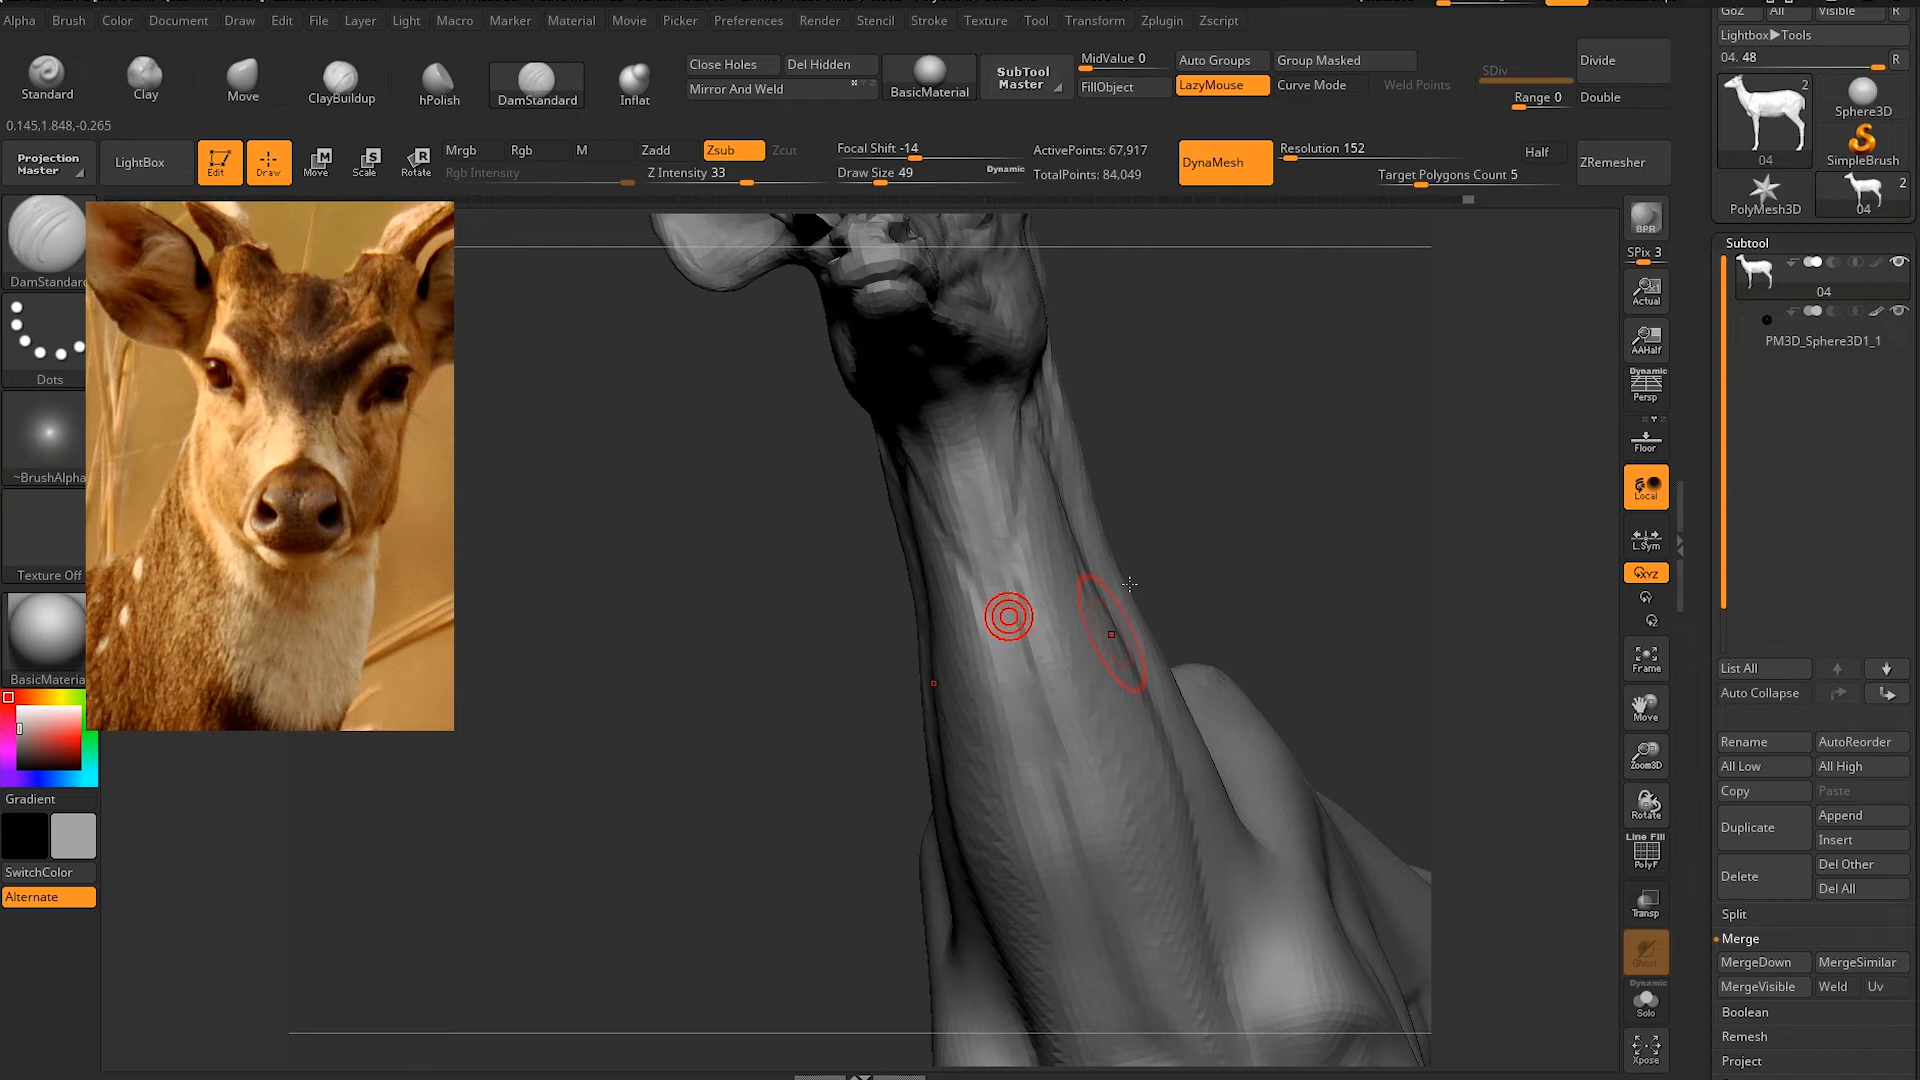 Alpha Brush Color Document Draw Edit File Layer Light Macro Marker Material Movie Picker Preferences Render Stencil Stroke Texture Tool Transform Zplugin Zscript
GoZ All Visible R
Lightbox▶Tools
04. 48 R
Standard Clay Move ClayBuildup hPolish DamStandard Inflat
Close Holes Del Hidden
Mirror And Weld
BasicMaterial
SubTool
Master
MidValue 0
FillObject
Auto Groups Group Masked
LazyMouse Curve Mode Weld Points
SDiv
Range 0
Divide
Double
2
04
Sphere3D
SimpleBrush
PolyMesh3D
2
04
0.145,1.848,-0.265
Projection
Master
LightBox
Edit Draw Move Scale Rotate
Mrgb Rgb M Zadd Zsub Zcut
Rgb Intensity
Z Intensity 33
Focal Shift -14
Draw Size 49
Dynamic
ActivePoints: 67,917
TotalPoints: 84,049
DynaMesh
Resolution 152
Half
Target Polygons Count 5
ZRemesher
DamStandard
Dots
~BrushAlpha
Texture Off
BasicMaterial
Gradient
SwitchColor
Alternate
BPR
SPix 3
Actual
AAHalf
Dynamic
Persp
Floor
Local
L.Sym
XYZ
Y
Z
Frame
Move
Zoom3D
Rotate
Line Fill
PolyF
Transp
Ghost
Dynamic
Solo
Xpose
Subtool
04
PM3D_Sphere3D1_1
List All
Auto Collapse
Rename AutoReorder
All Low All High
Copy Paste
Duplicate
Append
Insert
Delete
Del Other
Del All
Split
Merge
MergeDown MergeSimilar
MergeVisible Weld Uv
Boolean
Remesh
Project